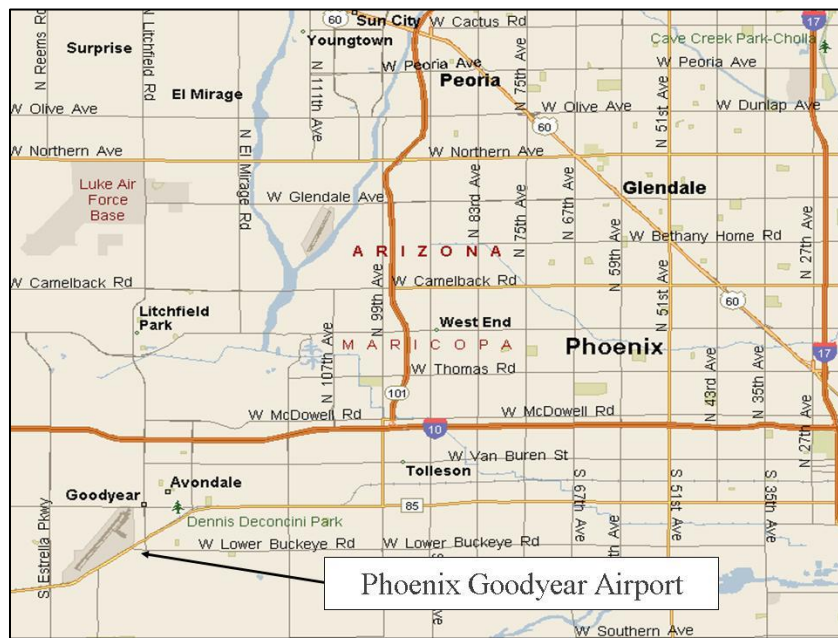 60
Sun City
W Cactus Rd
17
N Reems Rd
Surprise
N Litchfield Rd
Youngtown
Cave Creek Park-Cholla
N 111th Ave
W Peoria Ave
W Peoria Ave
Peoria
N 75th Ave
El Mirage
W Olive Ave
W Olive Ave
N 51st Ave
W Dunlap Ave
60
N El Mirage Rd
W Northern Ave
W Northern Ave
Luke Air
Force
Base
W Glendale Ave
N 83rd Ave
N 67th Ave
Glendale
N 75th Ave
W Bethany Home Rd
N 27th Ave
ARIZONA
N 59th Ave
W Camelback Rd
N 99th Ave
W Camelback Rd
N 51st Ave
60
Litchfield
Park
West End
N 107th Ave
MARICOPA
Phoenix
17
W Thomas Rd
N 43rd Ave
N 35th Ave
101
W McDowell Rd
W McDowell Rd
N 27th Ave
10
W Van Buren St
Tolleson
Avondale
Goodyear
S Estrella Pkwy
85
S 67th Ave
S 51st Ave
S 35th Ave
Dennis Deconcini Park
W Lower Buckeye Rd
W Lower Buckeye Rd
Phoenix Goodyear Airport
W Southern Ave